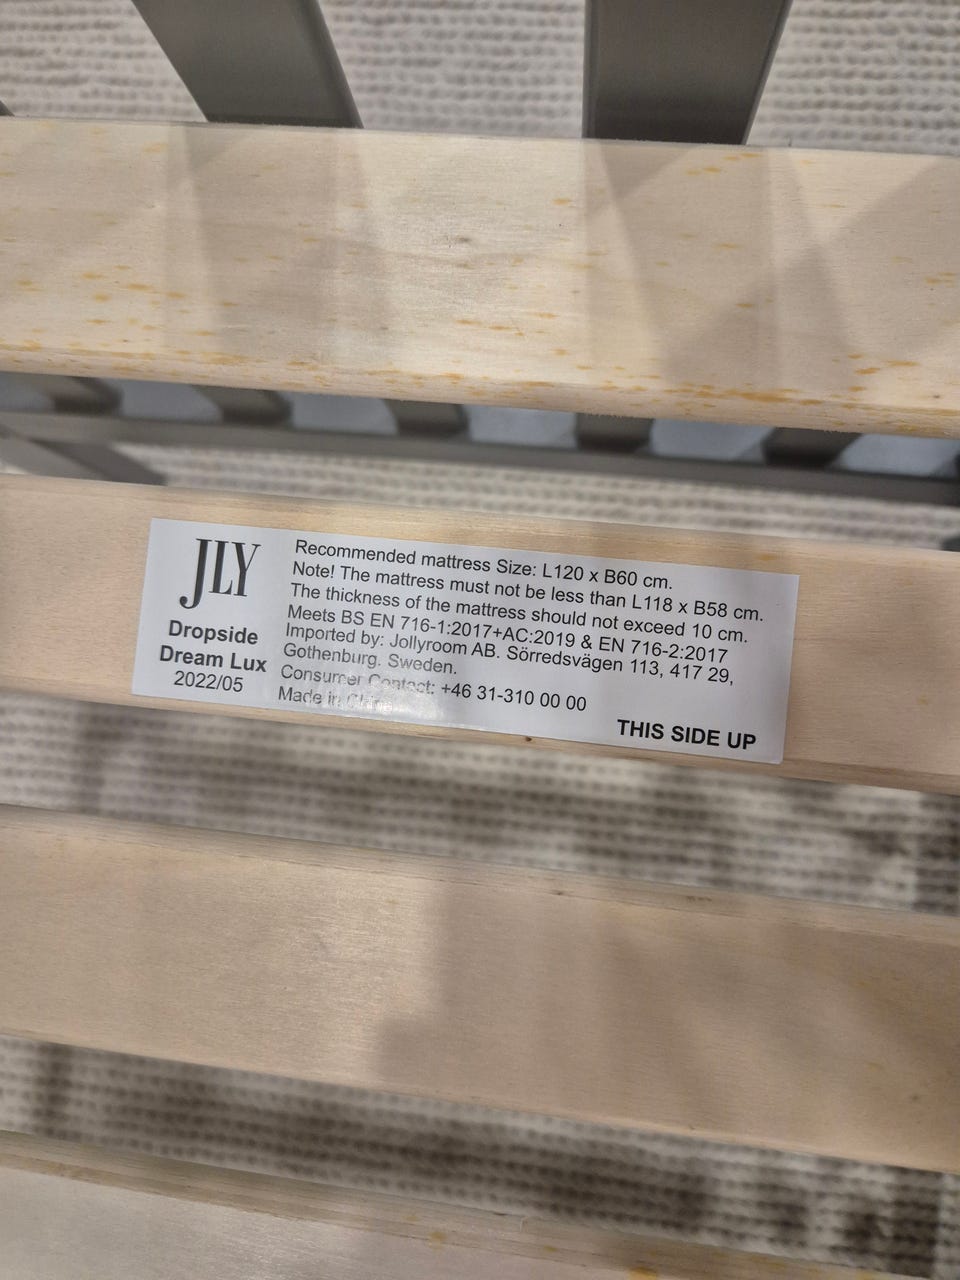 JLY
Dropside
Dream Lux
2022/05
Recommended mattress Size: L120 x B60 cm.
Note! The mattress must not be less than L118 x B58 cm.
The thickness of the mattress should not exceed 10 cm.
Meets BS EN 716-1:2017+AC:2019 & EN 716-2:2017
Imported by: Jollyroom AB. Sörredsvägen 113, 417 29,
Gothenburg. Sweden.
Consumer Contact: +46 31-310 00 00
Made in China
THIS SIDE UP